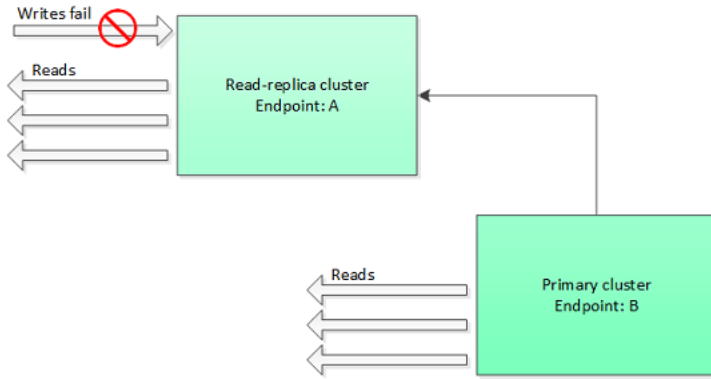 Writes fail
Reads
Read-replica cluster
Endpoint: A
Reads
Primary cluster
Endpoint: B